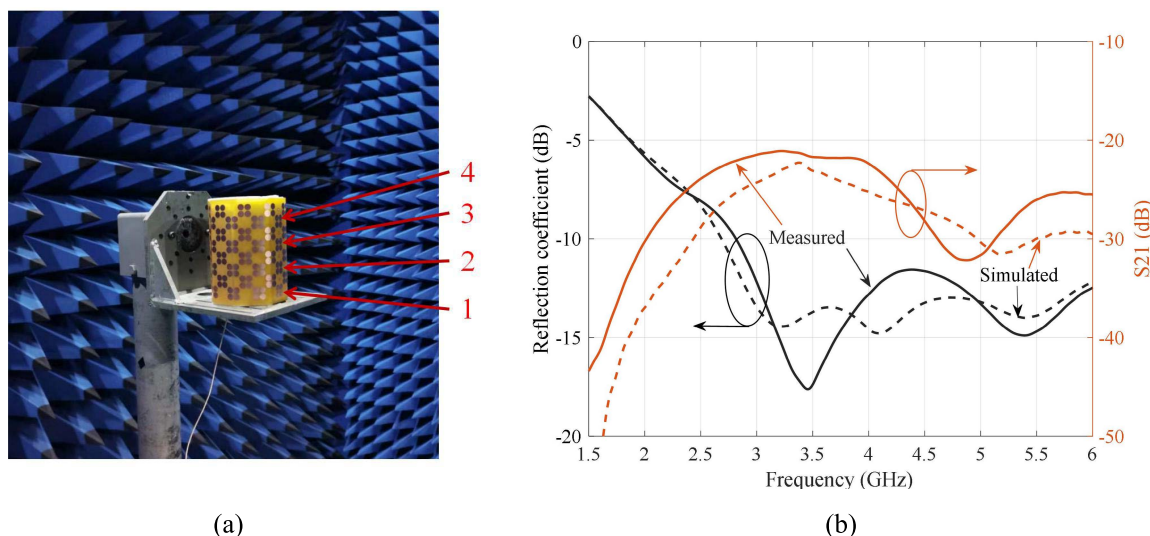 4
3
2
1
0
-5
-10
-15
-20
Reflection coefficient (dB)
-10
-20
-30
-40
-50
S21 (dB)
Measured
Simulated
1.5 2 2.5 3 3.5 4 4.5 5 5.5 6
Frequency (GHz)
(a)
(b)